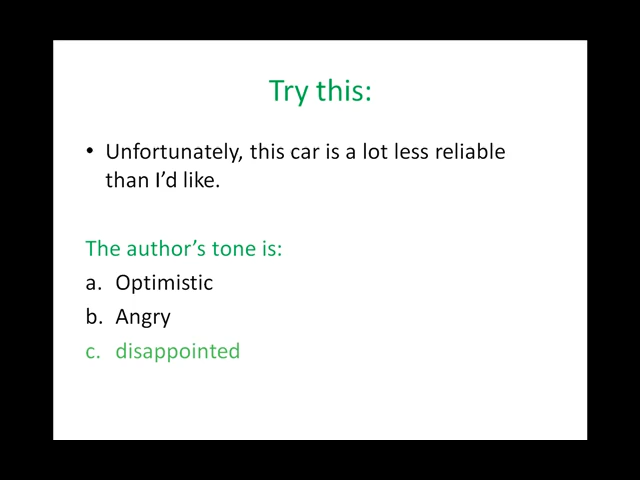 Try this:
• Unfortunately, this car is a lot less reliable
than I'd like.
The author's tone is:
a. Optimistic
b. Angry
c. disappointed